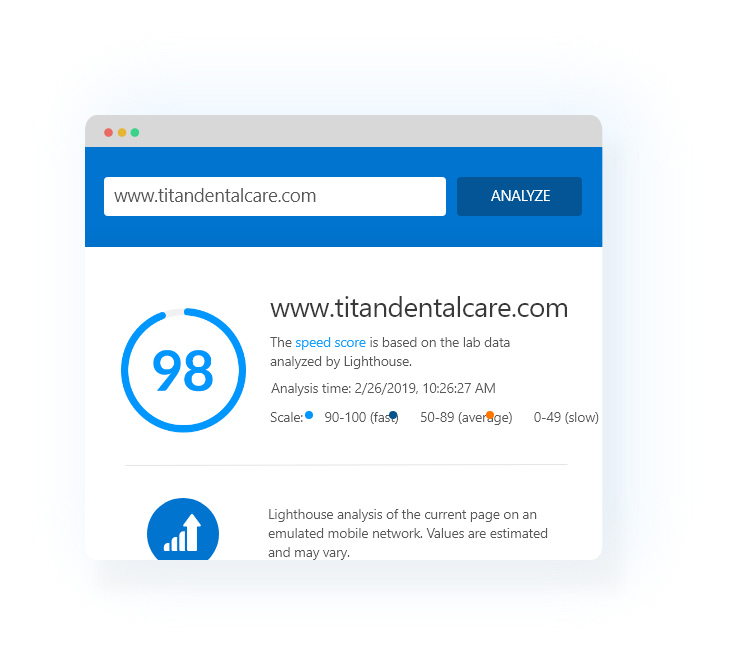 www.titandentalcare.com ANALYZE
www.titandentalcare.com
98
The speed score is based on the lab data
analyzed by Lighthouse.
Analysis time: 2/26/2019, 10:26:27 AM
Scale: 90-100 (fast) 50-89 (average) 0-49 (slow)
Lighthouse analysis of the current page on an
emulated mobile network. Values are estimated
and may vary.